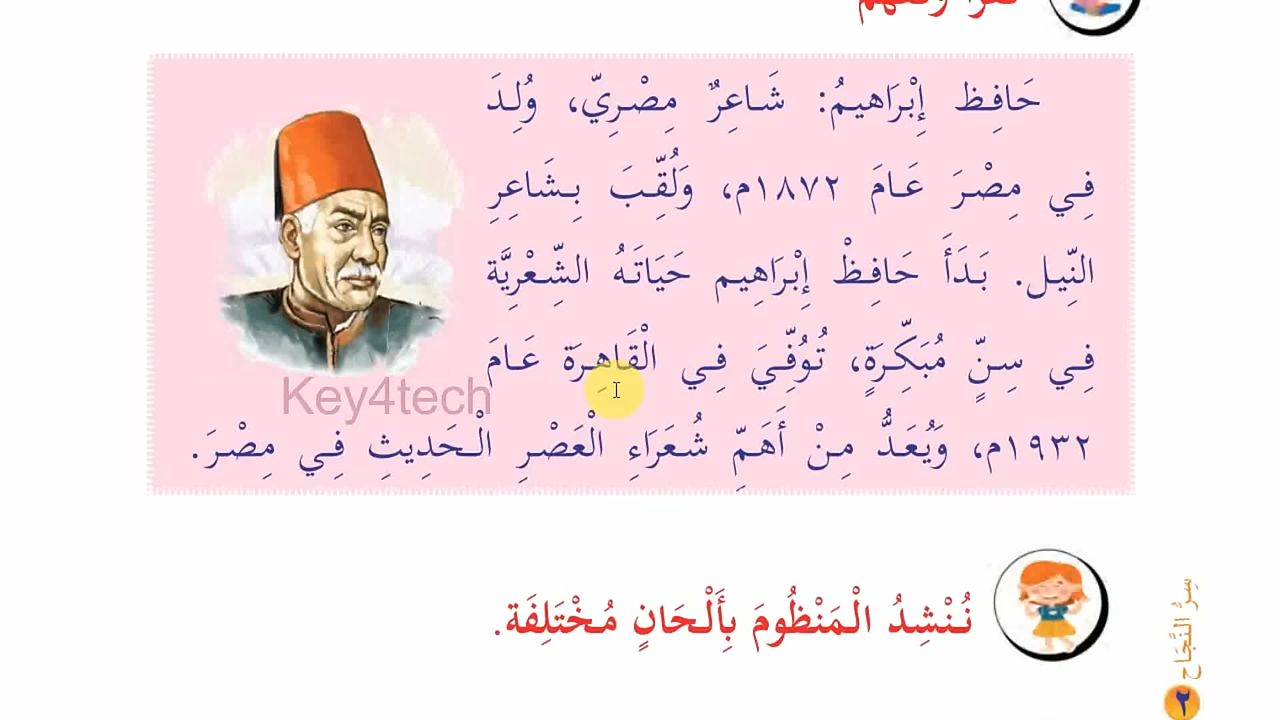 نَقْرَأُ وَنَفْهَمُ
حَافِظ إِبْرَاهِيمُ: شَاعِرٌ مِصْرِيّ، وُلِدَ
فِي مِصْرَ عَامَ ١٨٧٢م، وَلُقِّبَ بِشَاعِرِ
النِّيل. بَدَأَ حَافِظْ إِبْرَاهِيم حَيَاتَهُ الشِّعْرِيَّة
فِي سِنٍّ مُبَكِّرَةٍ، تُوُفِّيَ فِي الْقَاهِرَة عَامَ
١٩٣٢م، وَيُعَدُّ مِنْ أَهَمِّ شُعَرَاءِ الْعَصْرِ الْحَدِيثِ فِي مِصْرَ.
Key4tech
نُنْشِدُ الْمَنْظُومَ بِأَلْحَانٍ مُخْتَلِفَة.
سِرُّ النَّجَاح
٢